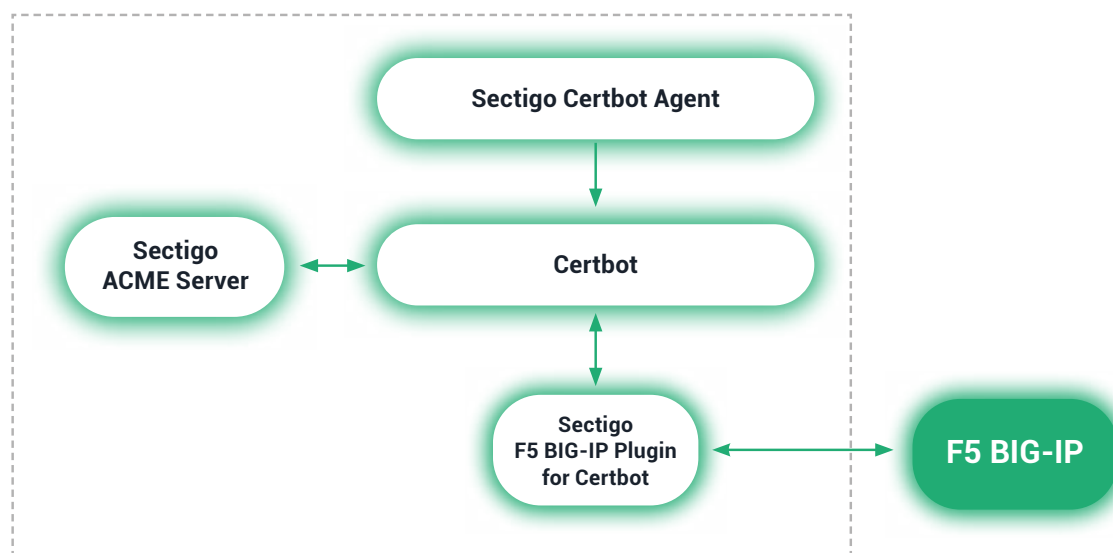 Sectigo Certbot Agent
Sectigo
ACME Server
Certbot
Sectigo
F5 BIG-IP Plugin
for Certbot
F5 BIG-IP